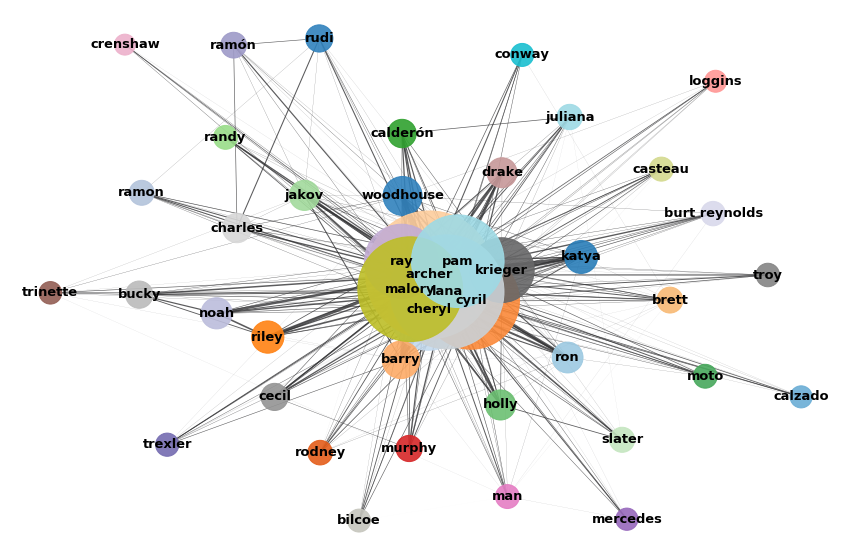 rudi
crenshaw
ramón
conway
loggins
juliana
calderón
randy
casteau
drake
ramon
jakov
woodhouse
burt reynolds
charles
katya
ray
pam
krieger
archer
troy
malory
lana
trinette
bucky
cyril
brett
cheryl
noah
riley
ron
barry
moto
cecil
calzado
holly
slater
trexler
murphy
rodney
man
bilcoe
mercedes